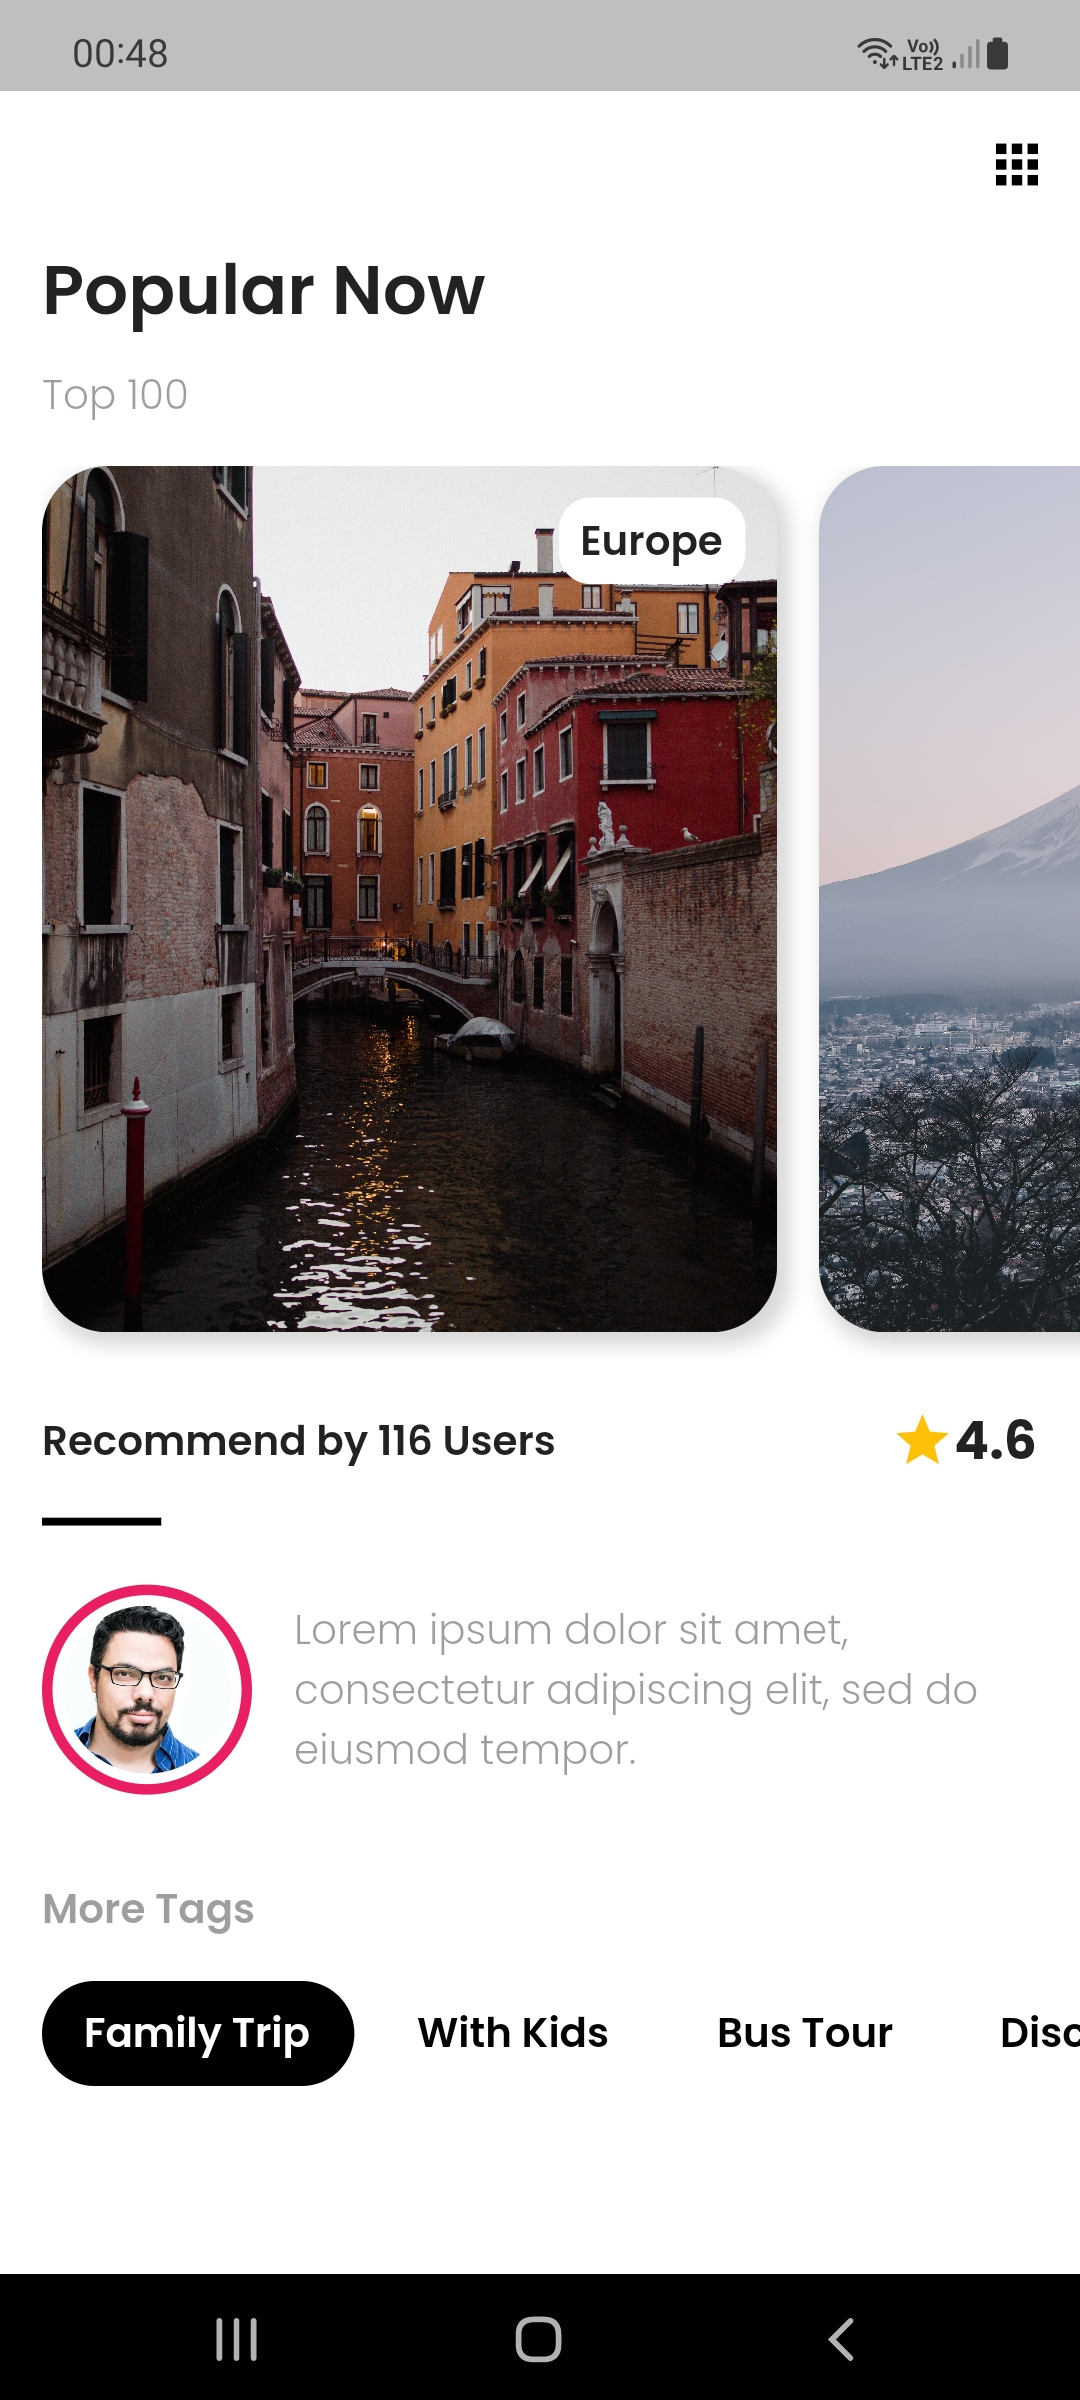 00:48
Vo))
LTE2
Popular Now
Top 100
Europe
Recommend by 116 Users
4.6
Lorem ipsum dolor sit amet,
consectetur adipiscing elit, sed do
eiusmod tempor.
More Tags
Family Trip With Kids Bus Tour Disc